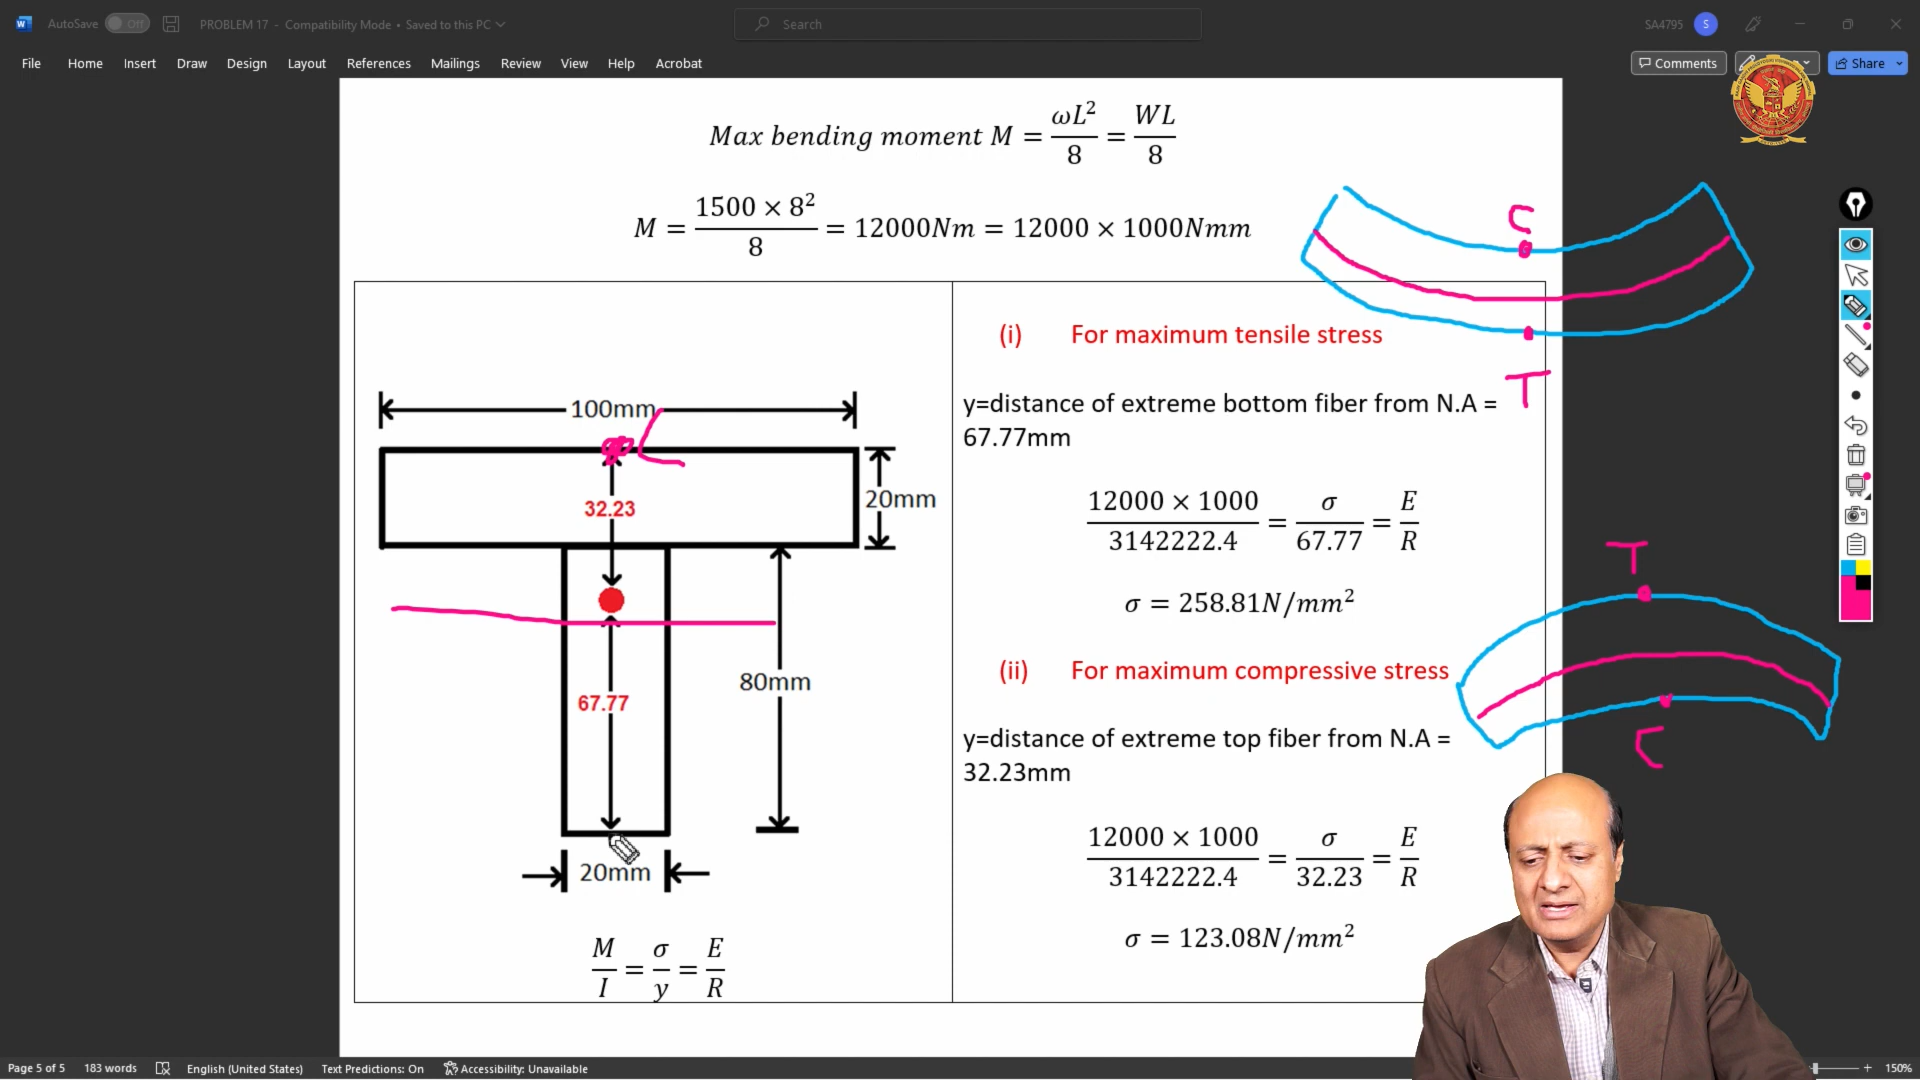 AutoSave Off PROBLEM 17 - Compatibility Mode • Saved to this PC Search SA4795 S
File Home Insert Draw Design Layout References Mailings Review View Help Acrobat Comments Share
Max bending moment M = ωL²/8 = WL/8
M = 1500 × 8²/8 = 12000Nm = 12000 × 1000Nmm
C
T
100mm
20mm
32.23
67.77
80mm
20mm
M/I = σ/y = E/R
(i) For maximum tensile stress
y=distance of extreme bottom fiber from N.A =
67.77mm
12000 × 1000/3142222.4 = σ/67.77 = E/R
σ = 258.81N/mm²
(ii) For maximum compressive stress
y=distance of extreme top fiber from N.A =
32.23mm
12000 × 1000/3142222.4 = σ/32.23 = E/R
σ = 123.08N/mm²
T
C
Page 5 of 5 183 words English (United States) Text Predictions: On Accessibility: Unavailable + 150%